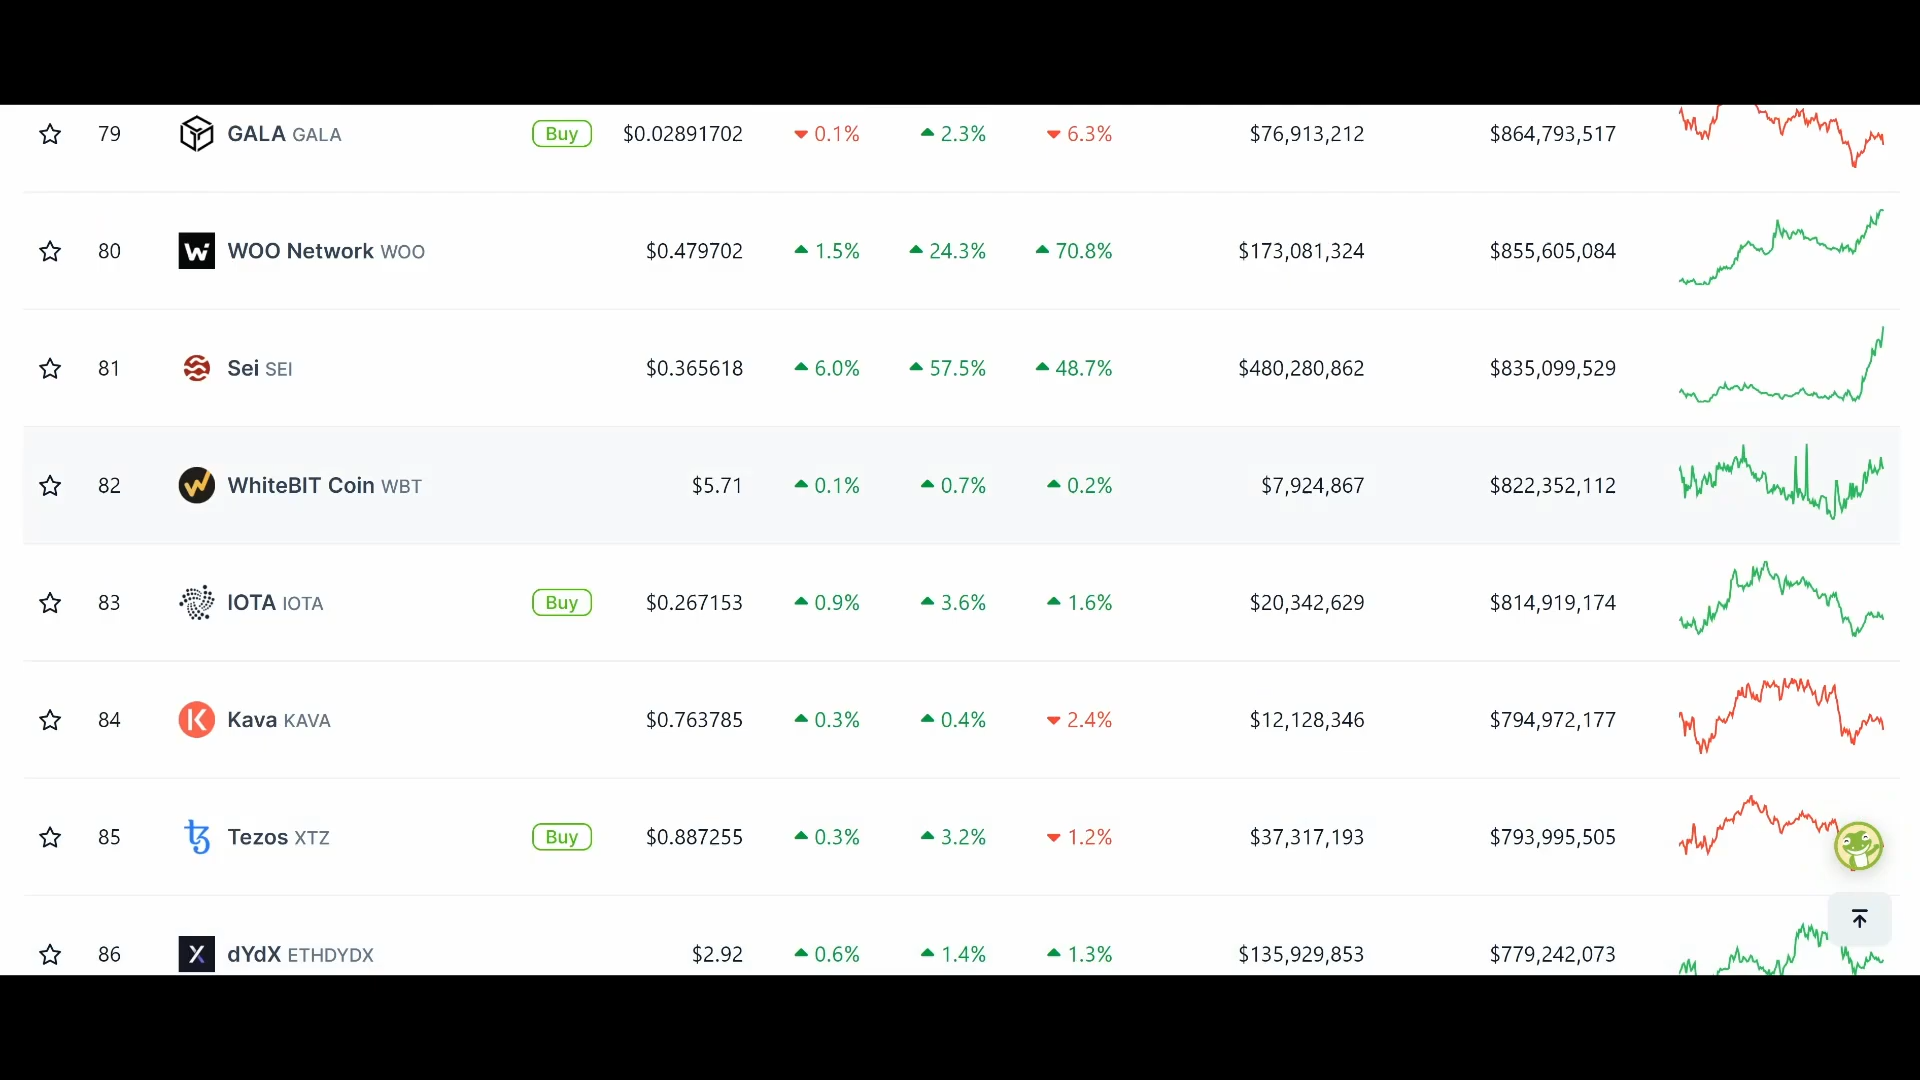 79 GALA GALA Buy $0.02891702 0.1% 2.3% 6.3% $76,913,212 $864,793,517
80 WOO Network WOO $0.479702 1.5% 24.3% 70.8% $173,081,324 $855,605,084
81 Sei SEI $0.365618 6.0% 57.5% 48.7% $480,280,862 $835,099,529
82 WhiteBIT Coin WBT $5.71 0.1% 0.7% 0.2% $7,924,867 $822,352,112
83 IOTA IOTA Buy $0.267153 0.9% 3.6% 1.6% $20,342,629 $814,919,174
84 Kava KAVA $0.763785 0.3% 0.4% 2.4% $12,128,346 $794,972,177
85 Tezos XTZ Buy $0.887255 0.3% 3.2% 1.2% $37,317,193 $793,995,505
86 dYdX ETHDYDX $2.92 0.6% 1.4% 1.3% $135,929,853 $779,242,073